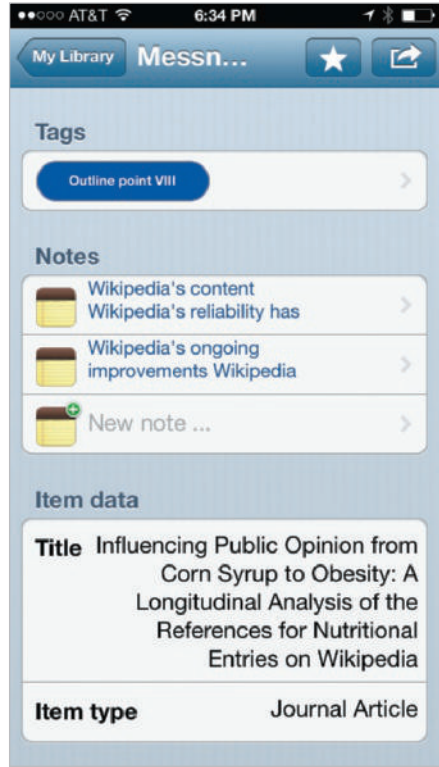 ●●○○○ AT&T 6:34 PM
My Library Messn...
Tags
Outline point VIII
Notes
Wikipedia's content
Wikipedia's reliability has
Wikipedia's ongoing
improvements Wikipedia
New note ...
Item data
Title Influencing Public Opinion from
Corn Syrup to Obesity: A
Longitudinal Analysis of the
References for Nutritional
Entries on Wikipedia
Item type Journal Article